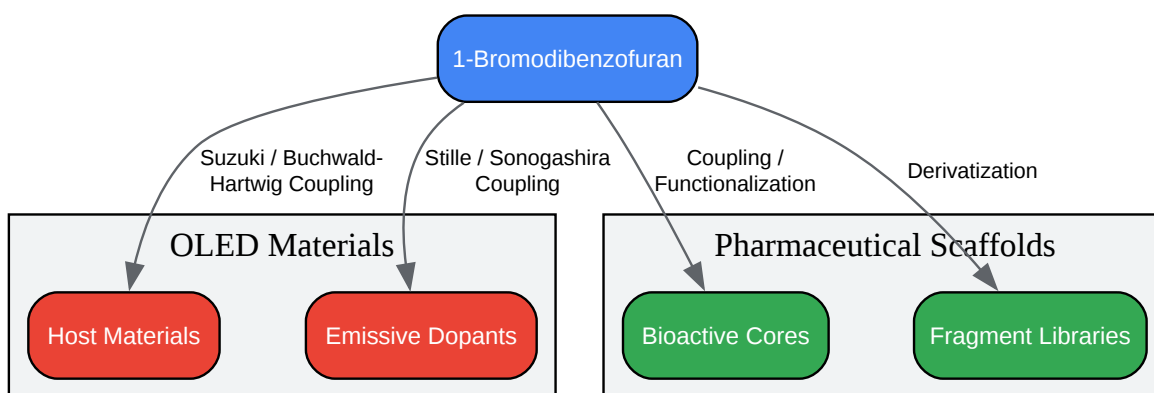 1-Bromodibenzofuran
Suzuki / Buchwald-
Hartwig Coupling
Stille / Sonogashira
Coupling
Coupling /
Functionalization
Derivatization
OLED Materials
Pharmaceutical Scaffolds
Host Materials
Emissive Dopants
Bioactive Cores
Fragment Libraries